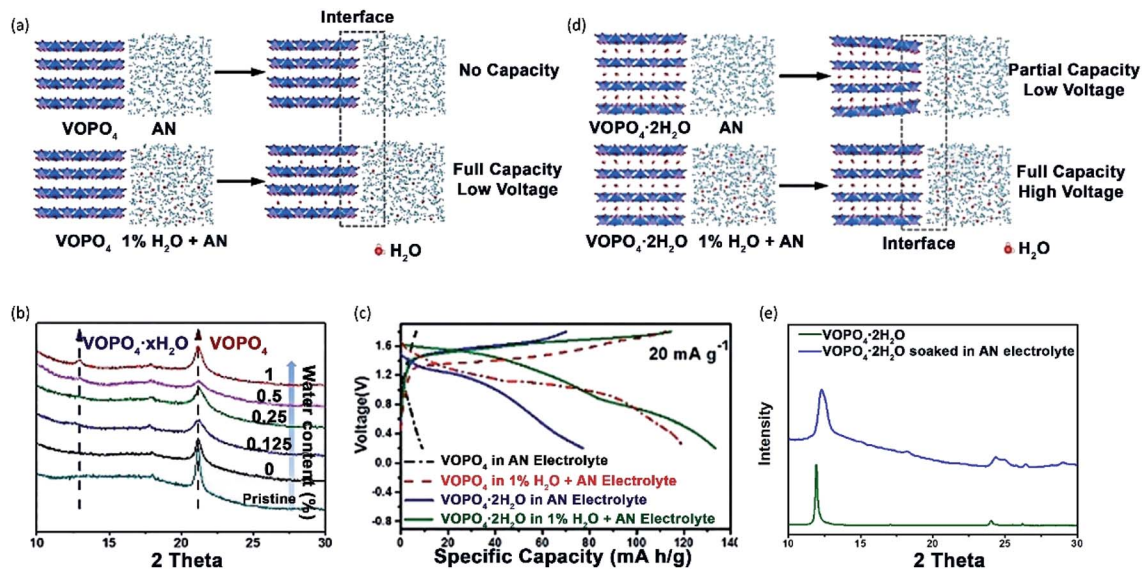 (a)
Interface
VOPO₄ AN
No Capacity
VOPO₄ 1% H₂O + AN
Full Capacity
Low Voltage
H₂O
(d)
VOPO₄·2H₂O AN
Partial Capacity
Low Voltage
VOPO₄·2H₂O 1% H₂O + AN
Full Capacity
High Voltage
Interface
H₂O
(b)
VOPO₄·xH₂O VOPO₄
1
0.5
0.25
0.125
0
Pristine
Water content (%)
10 15 20 25 30
2 Theta
(c)
20 mA g⁻¹
Voltage(V)
1.6
1.2
0.8
0.4
0.0
-0.4
-0.8
VOPO₄ in AN Electrolyte
VOPO₄ in 1% H₂O + AN Electrolyte
VOPO₄·2H₂O in AN Electrolyte
VOPO₄·2H₂O in 1% H₂O + AN Electrolyte
0 20 40 60 80 100 120 140
Specific Capacity (mA h/g)
(e)
VOPO₄·2H₂O
VOPO₄·2H₂O soaked in AN electrolyte
Intensity
10 15 20 25 30
2 Theta